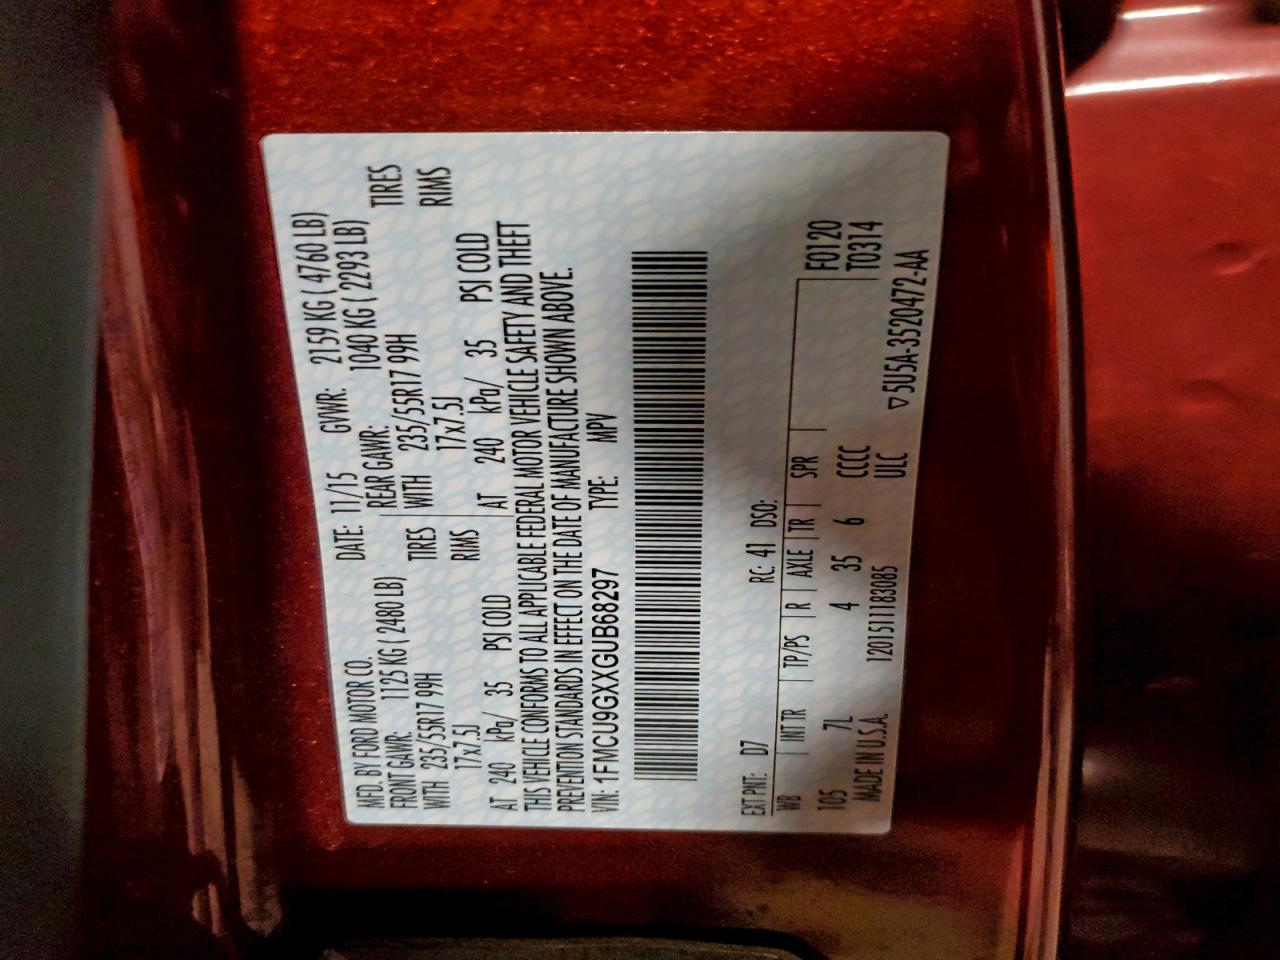 MFD. BY FORD MOTOR CO. DATE: 11/15 GVWR: 2159 KG ( 4760 LB)
FRONT GAWR: 1125 KG ( 2480 LB) REAR GAWR: 1040 KG ( 2293 LB)
WITH 235/55R17 99H TIRES WITH 235/55R17 99H TIRES
17x7.5J RIMS 17x7.5J RIMS
AT 240 kPa/ 35 PSI COLD AT 240 kPa/ 35 PSI COLD
THIS VEHICLE CONFORMS TO ALL APPLICABLE FEDERAL MOTOR VEHICLE SAFETY AND THEFT
PREVENTION STANDARDS IN EFFECT ON THE DATE OF MANUFACTURE SHOWN ABOVE.
VIN: 1FMCU9GXXGUB68297 TYPE: MPV
EXT PNT: D7 RC: 41 DSO:
WB | INT TR | TP/PS | R | AXLE | TR | SPR F0120
105 7L 4 35 6 CCCC T0314
MADE IN U.S.A. 1201511183085 ULC ▽5U5A-3520472-AA